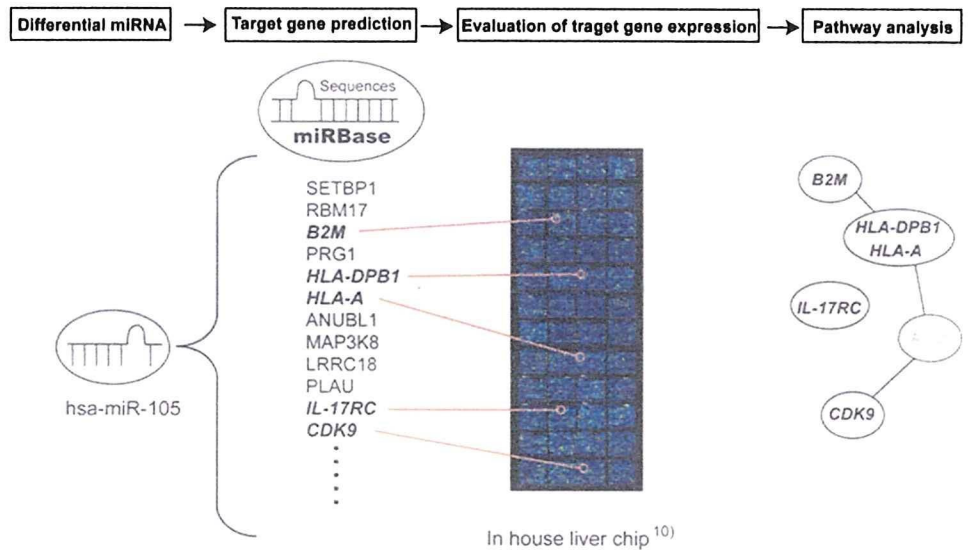 Differential miRNA
Target gene prediction
Evaluation of traget gene expression
Pathway analysis
Sequences
miRBase
SETBP1
RBM17
B2M
PRG1
HLA-DPB1
HLA-A
ANUBL1
MAP3K8
LRRC18
PLAU
IL-17RC
CDK9
hsa-miR-105
In house liver chip 10)
B2M
HLA-DPB1
HLA-A
IL-17RC
CDK9